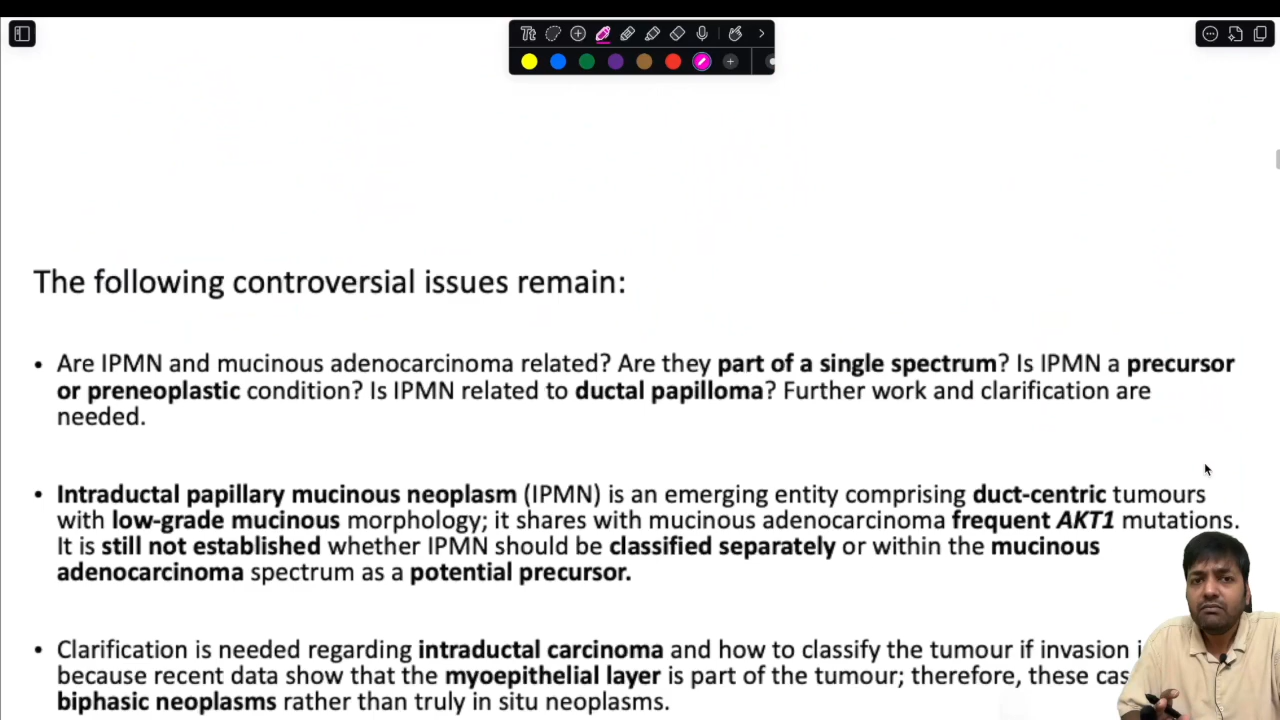 Tt
The following controversial issues remain:
• Are IPMN and mucinous adenocarcinoma related? Are they part of a single spectrum? Is IPMN a precursor
or preneoplastic condition? Is IPMN related to ductal papilloma? Further work and clarification are
needed.
• Intraductal papillary mucinous neoplasm (IPMN) is an emerging entity comprising duct-centric tumours
with low-grade mucinous morphology; it shares with mucinous adenocarcinoma frequent AKT1 mutations.
It is still not established whether IPMN should be classified separately or within the mucinous
adenocarcinoma spectrum as a potential precursor.
• Clarification is needed regarding intraductal carcinoma and how to classify the tumour if invasion
because recent data show that the myoepithelial layer is part of the tumour; therefore, these
biphasic neoplasms rather than truly in situ neoplasms.